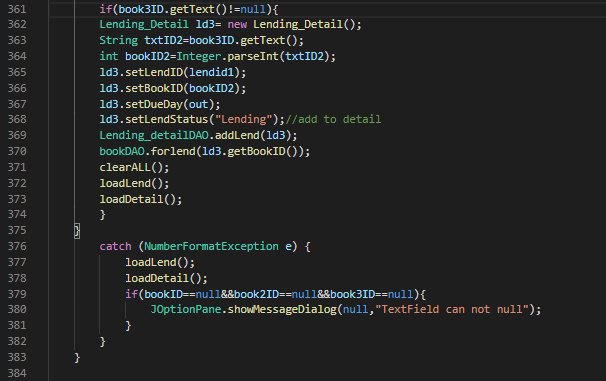 361 if(book3ID.getText()!=null){
362 Lending_Detail ld3= new Lending_Detail();
363 String txtID2=book3ID.getText();
364 int bookID2=Integer.parseInt(txtID2);
365 ld3.setLendID(lendid1);
366 ld3.setBookID(bookID2);
367 ld3.setDueDay(out);
368 ld3.setLendStatus("Lending");//add to detail
369 Lending_detailDAO.addLend(ld3);
370 bookDAO.forlend(ld3.getBookID());
371 clearALL();
372 loadLend();
373 loadDetail();
374 }
375 }
376 catch (NumberFormatException e) {
377 loadLend();
378 loadDetail();
379 if(bookID==null&&book2ID==null&&book3ID==null){
380 JOptionPane.showMessageDialog(null,"TextField can not null");
381 }
382 }
383 }
384